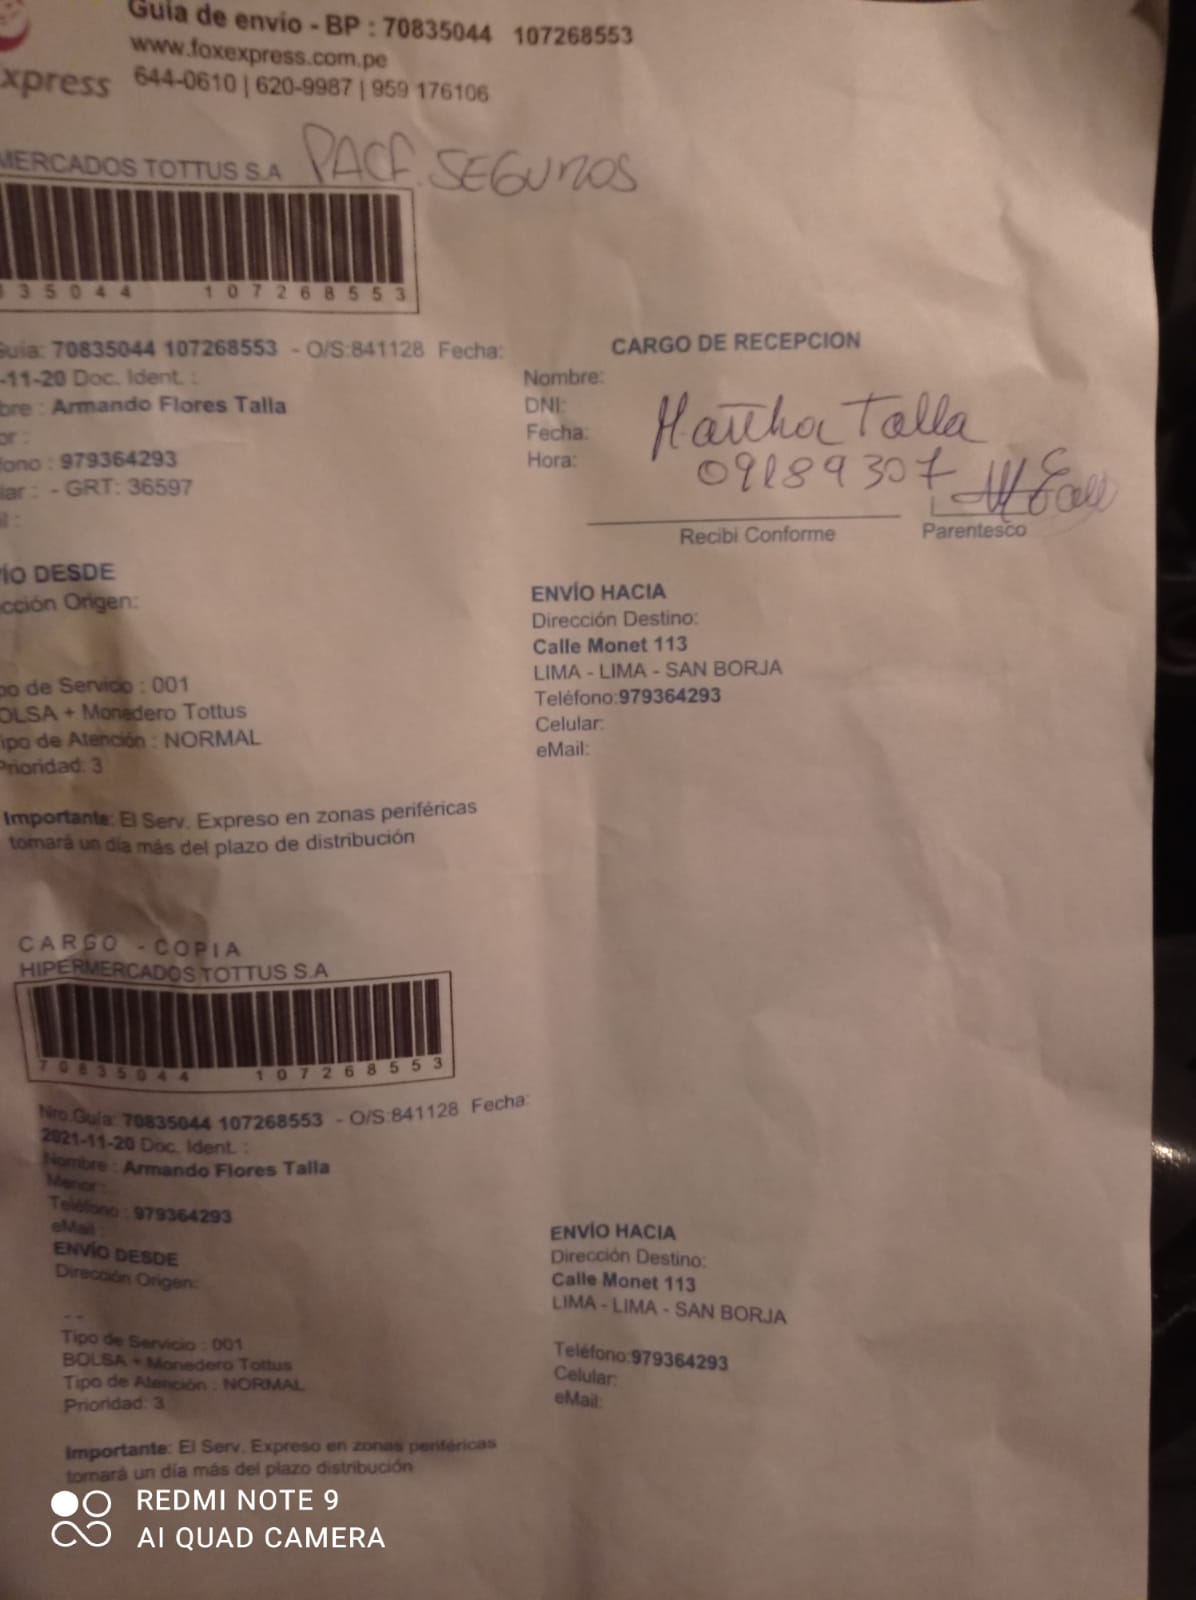 Guia de envio - BP : 70835044 107268553
www.foxexpress.com.pe
xpress 644-0610 | 620-9987 | 959 176106
MERCADOS TOTTUS S.A PACF. SEGUROS
35044 107268553
Guia: 70835044 107268553 - O/S:841128 Fecha:
-11-20 Doc. Ident. :
bre : Armando Flores Talla
or :
fono : 979364293
lar : - GRT: 36597
il :
CARGO DE RECEPCION
Nombre:
DNI:
Fecha:
Hora:
Martha Talla
09189307
Recibi Conforme Parentesco
ÍO DESDE
cción Origen:
ENVÍO HACIA
Dirección Destino:
Calle Monet 113
LIMA - LIMA - SAN BORJA
Teléfono:979364293
Celular:
eMail:
po de Servicio : 001
OLSA + Monedero Tottus
ipo de Atención : NORMAL
Prioridad: 3
Importante: El Serv. Expreso en zonas periféricas
tomará un día más del plazo de distribución
CARGO - COPIA
HIPERMERCADOS TOTTUS S.A
70835044 107268553
Nro.Guia: 70835044 107268553 - O/S:841128 Fecha:
2021-11-20 Doc. Ident. :
Nombre : Armando Flores Talla
Menor :
Teléfono : 979364293
eMail :
ENVÍO DESDE
Dirección Origen:
- -
ENVÍO HACIA
Dirección Destino:
Calle Monet 113
LIMA - LIMA - SAN BORJA
Teléfono:979364293
Celular:
eMail:
Tipo de Servicio : 001
BOLSA + Monedero Tottus
Tipo de Atención : NORMAL
Prioridad: 3
Importante: El Serv. Expreso en zonas periféricas
tomará un día más del plazo distribución
REDMI NOTE 9
AI QUAD CAMERA